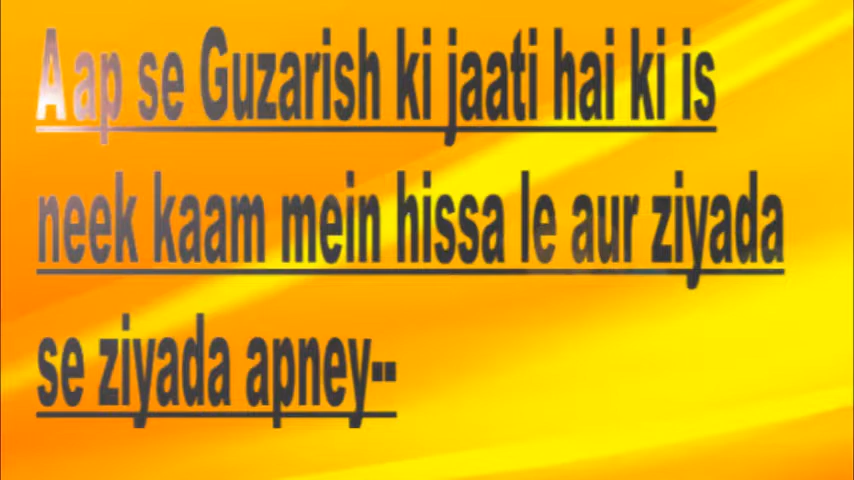 Aap se Guzarish ki jaati hai ki is
neek kaam mein hissa le aur ziyada
se ziyada apney--